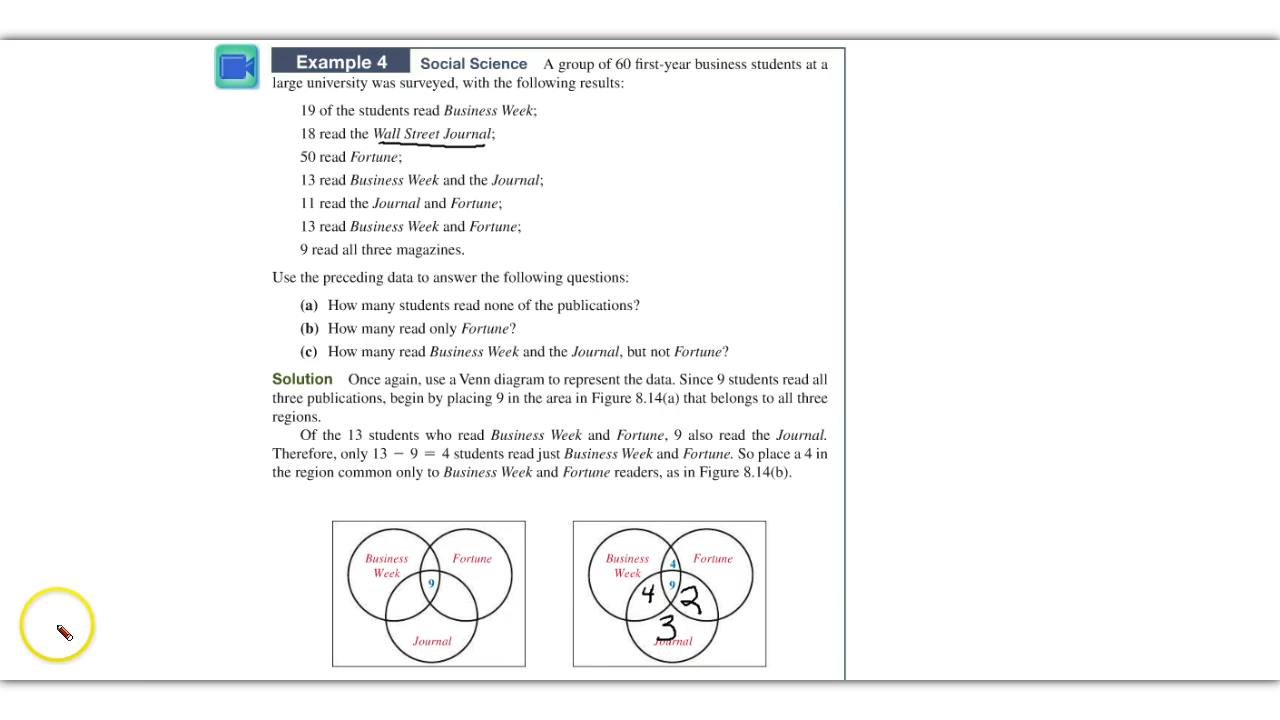 Example 4 Social Science A group of 60 first-year business students at a
large university was surveyed, with the following results:
19 of the students read Business Week;
18 read the Wall Street Journal;
50 read Fortune;
13 read Business Week and the Journal;
11 read the Journal and Fortune;
13 read Business Week and Fortune;
9 read all three magazines.
Use the preceding data to answer the following questions:
(a) How many students read none of the publications?
(b) How many read only Fortune?
(c) How many read Business Week and the Journal, but not Fortune?
Solution Once again, use a Venn diagram to represent the data. Since 9 students read all
three publications, begin by placing 9 in the area in Figure 8.14(a) that belongs to all three
regions.
Of the 13 students who read Business Week and Fortune, 9 also read the Journal.
Therefore, only 13 − 9 = 4 students read just Business Week and Fortune. So place a 4 in
the region common only to Business Week and Fortune readers, as in Figure 8.14(b).
Business
Week
Fortune
9
Journal
Business
Week
4
Fortune
9
4
2
3
Journal